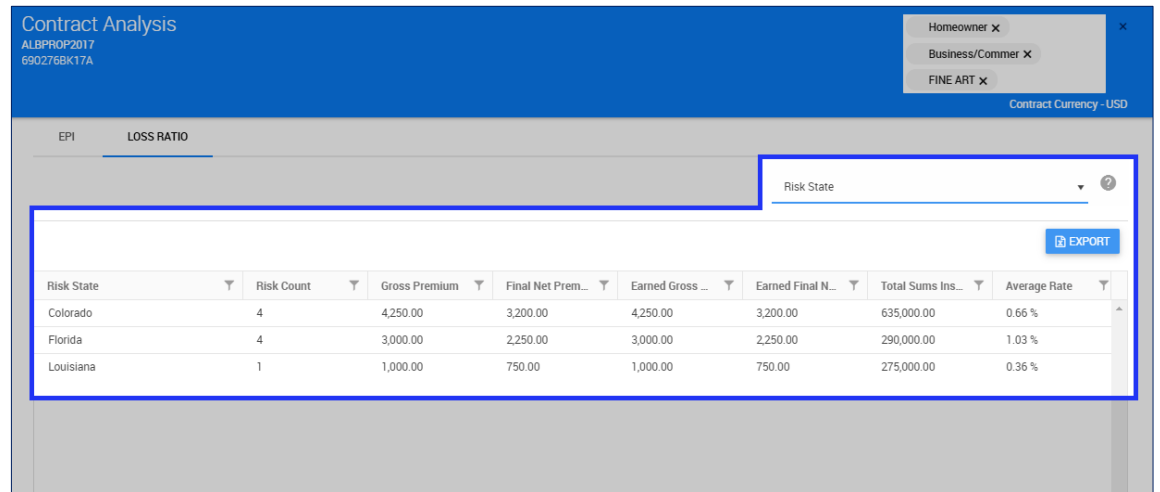 Contract Analysis
ALBPROP2017
690276BK17A
Homeowner ×
Business/Commer ×
FINE ART ×
×
Contract Currency - USD
EPI LOSS RATIO
Risk State ?
EXPORT
Risk State Risk Count Gross Premium Final Net Prem... Earned Gross ... Earned Final N... Total Sums Ins... Average Rate
Colorado 4 4,250.00 3,200.00 4,250.00 3,200.00 635,000.00 0.66 %
Florida 4 3,000.00 2,250.00 3,000.00 2,250.00 290,000.00 1.03 %
Louisiana 1 1,000.00 750.00 1,000.00 750.00 275,000.00 0.36 %